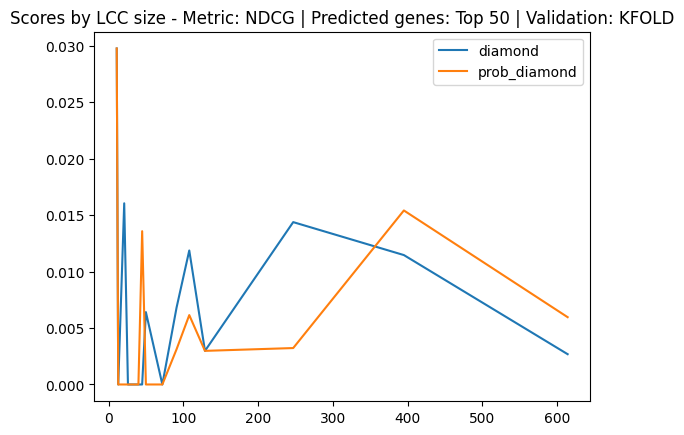 Scores by LCC size - Metric: NDCG | Predicted genes: Top 50 | Validation: KFOLD
diamond
prob_diamond
0.030
0.025
0.020
0.015
0.010
0.005
0.000
0 100 200 300 400 500 600